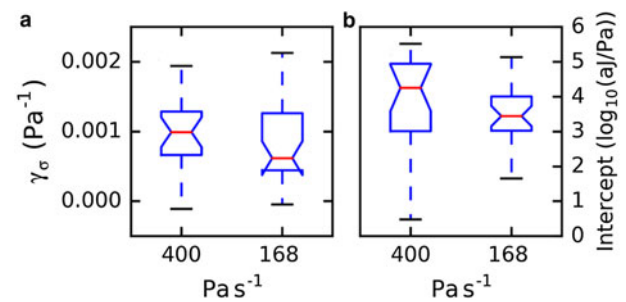 a
b
0.002
0.001
0.000
γσ (Pa⁻¹)
400
168
Pa s⁻¹
6
5
4
3
2
1
0
Intercept (log₁₀(aJ/Pa))
400
168
Pa s⁻¹